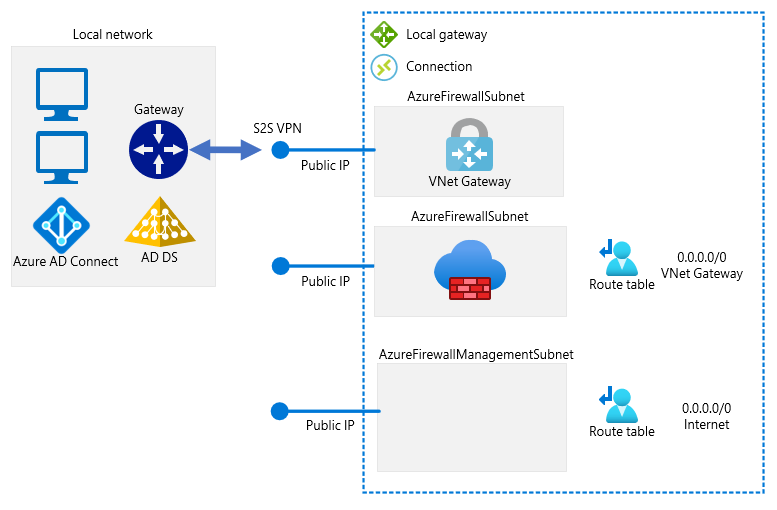 Local network
Local gateway
Connection
AzureFirewallSubnet
Gateway
S2S VPN
Public IP
VNet Gateway
AzureFirewallSubnet
Azure AD Connect
AD DS
Public IP
Route table
0.0.0.0/0
VNet Gateway
AzureFirewallManagementSubnet
Public IP
Route table
0.0.0.0/0
Internet